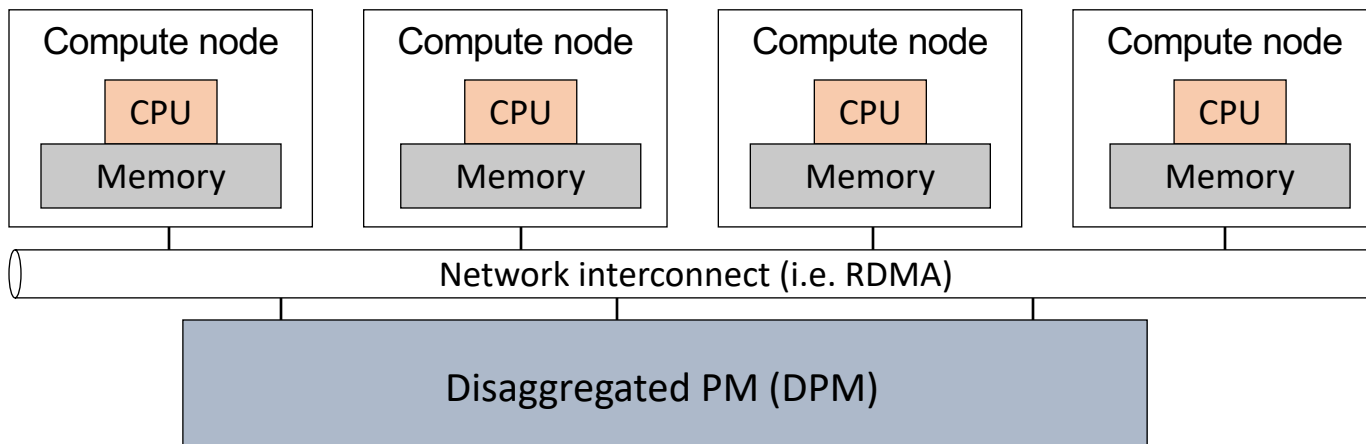 Compute node
CPU
Memory
Compute node
CPU
Memory
Compute node
CPU
Memory
Compute node
CPU
Memory
Network interconnect (i.e. RDMA)
Disaggregated PM (DPM)